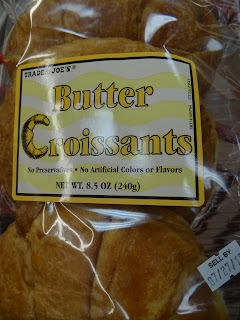 TRADER JOE'S®
Butter
Croissants
No Preservatives • No Artificial Colors or Flavors
NET WT. 8.5 OZ (240g)
SELL BY